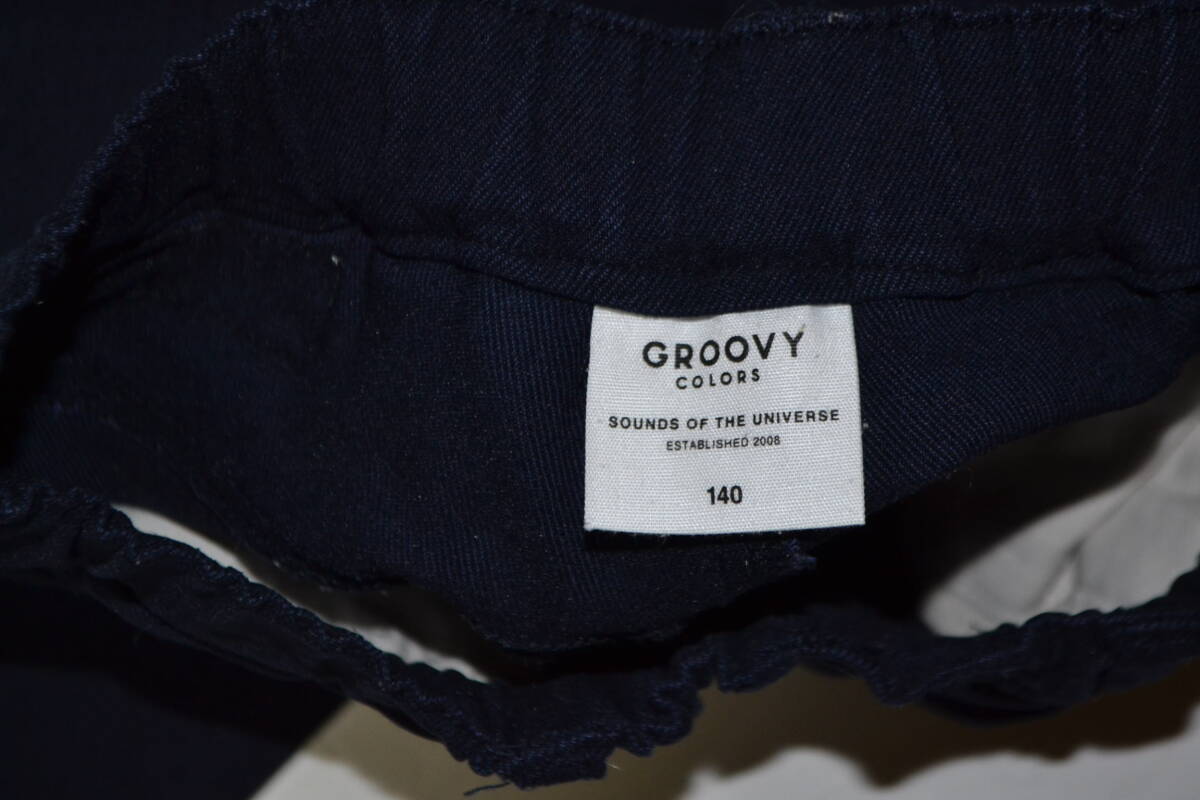 GROOVY
COLORS
SOUNDS OF THE UNIVERSE
ESTABLISHED 2008
140